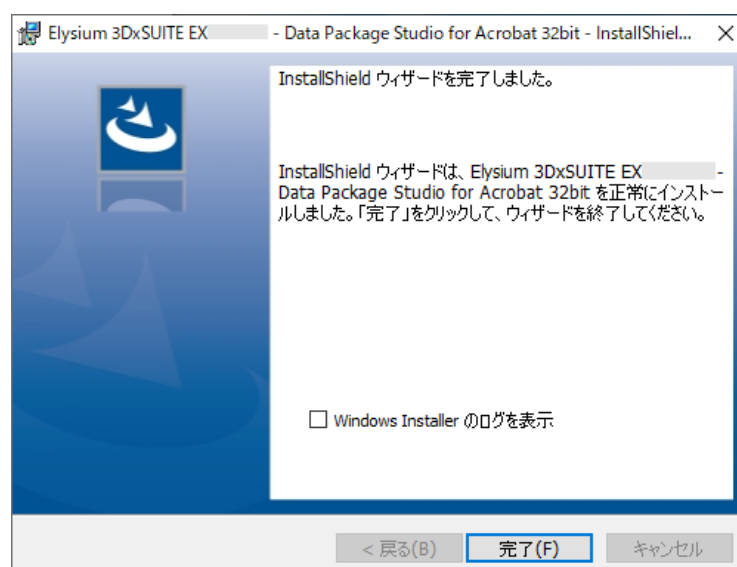 Elysium 3DxSUITE EX - Data Package Studio for Acrobat 32bit - InstallShiel...
InstallShield ウィザードを完了しました。
InstallShield ウィザードは、Elysium 3DxSUITE EX -
Data Package Studio for Acrobat 32bit を正常にインストー
ルしました。「完了」をクリックして、ウィザードを終了してください。
Windows Installer のログを表示
< 戻る(B)
完了(F)
キャンセル